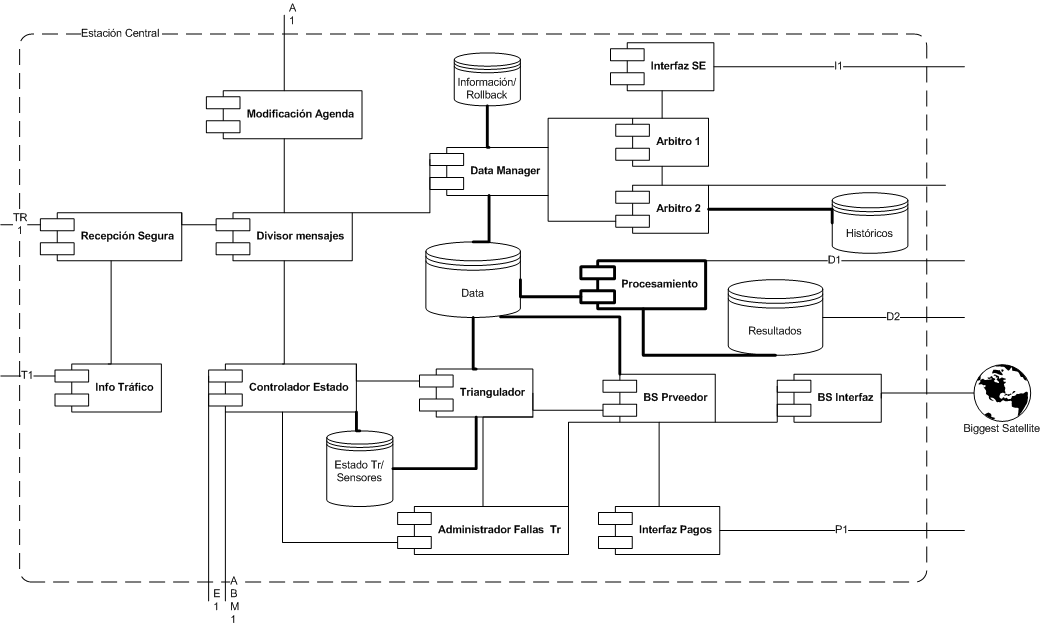 A
1
Estación Central
Interfaz SE
I1
Información/
Rollback
Modificación Agenda
Arbitro 1
Data Manager
Arbitro 2
TR
1
Recepción Segura
Divisor mensajes
Históricos
D1
Procesamiento
Data
D2
Resultados
T1
Info Tráfico
Controlador Estado
Triangulador
BS Prveedor
BS Interfaz
Biggest Satellite
Estado Tr/
Sensores
Administrador Fallas Tr
Interfaz Pagos
P1
E
1
A
B
M
1